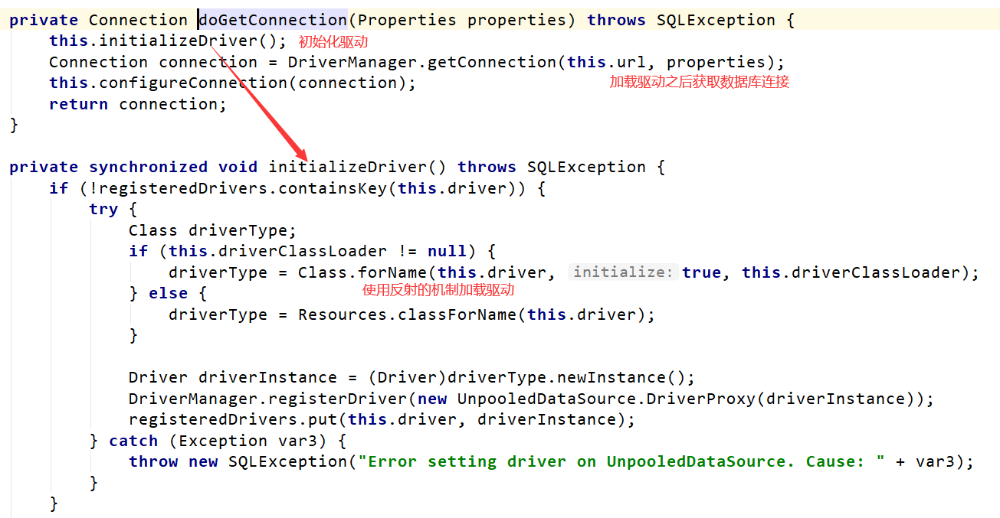 private Connection doGetConnection(Properties properties) throws SQLException {
this.initializeDriver(); 初始化驱动
Connection connection = DriverManager.getConnection(this.url, properties);
this.configureConnection(connection); 加载驱动之后获取数据库连接
return connection;
}
private synchronized void initializeDriver() throws SQLException {
if (!registeredDrivers.containsKey(this.driver)) {
try {
Class driverType;
if (this.driverClassLoader != null) {
driverType = Class.forName(this.driver, initialize: true, this.driverClassLoader);
} else { 使用反射的机制加载驱动
driverType = Resources.classForName(this.driver);
}
Driver driverInstance = (Driver)driverType.newInstance();
DriverManager.registerDriver(new UnpooledDataSource.DriverProxy(driverInstance));
registeredDrivers.put(this.driver, driverInstance);
} catch (Exception var3) {
throw new SQLException("Error setting driver on UnpooledDataSource. Cause: " + var3);
}
}